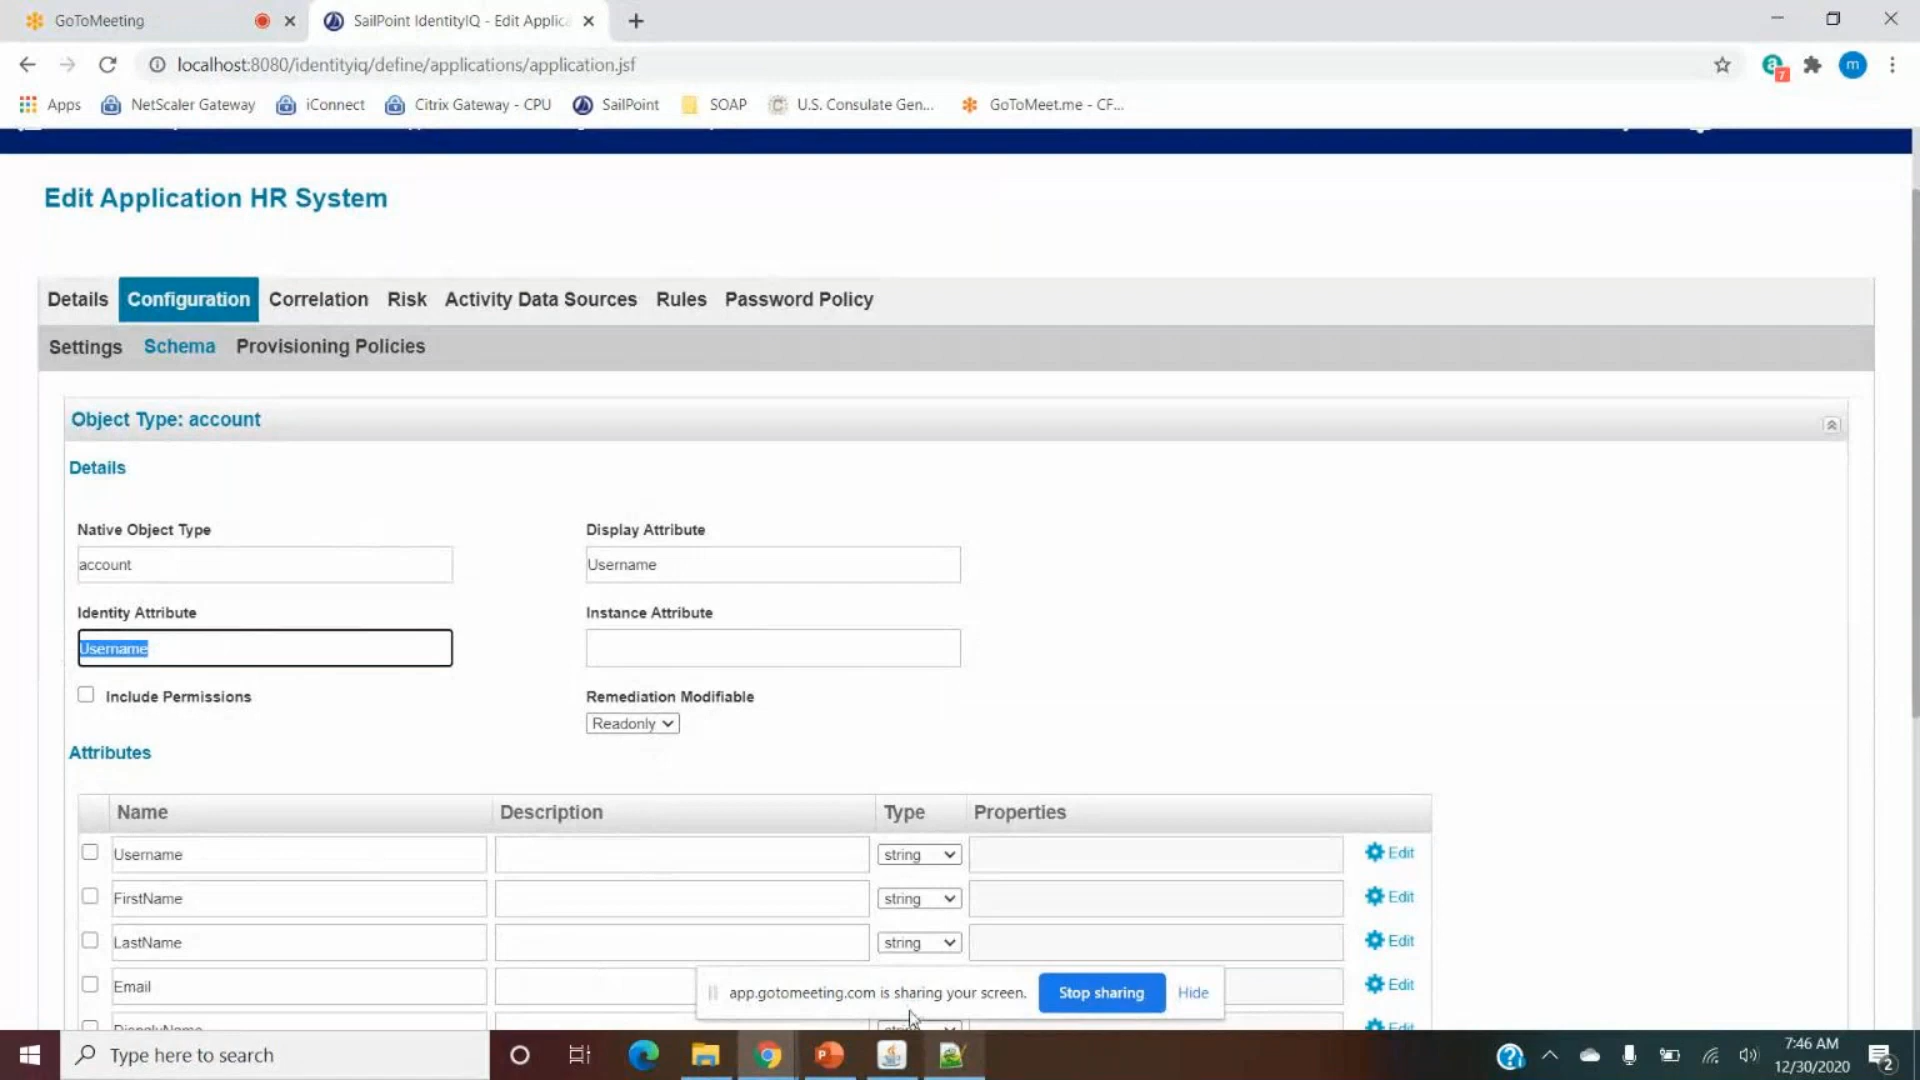 GoToMeeting
SailPoint IdentityIQ - Edit Applic
localhost:8080/identityiq/define/applications/application.jsf
7
m
Apps
NetScaler Gateway
iConnect
Citrix Gateway - CPU
SailPoint
SOAP
U.S. Consulate Gen...
GoToMeet.me - CF...
Edit Application HR System
Details
Configuration
Correlation
Risk
Activity Data Sources
Rules
Password Policy
Settings
Schema
Provisioning Policies
Object Type: account
Details
Native Object Type
Display Attribute
account
Username
Identity Attribute
Instance Attribute
Username
Include Permissions
Remediation Modifiable
Readonly
Attributes
Name
Description
Type
Properties
Username
string
Edit
FirstName
string
Edit
LastName
string
Edit
Email
Edit
app.gotomeeting.com is sharing your screen.
Stop sharing
Hide
Edit
Type here to search
7:46 AM
12/30/2020
2